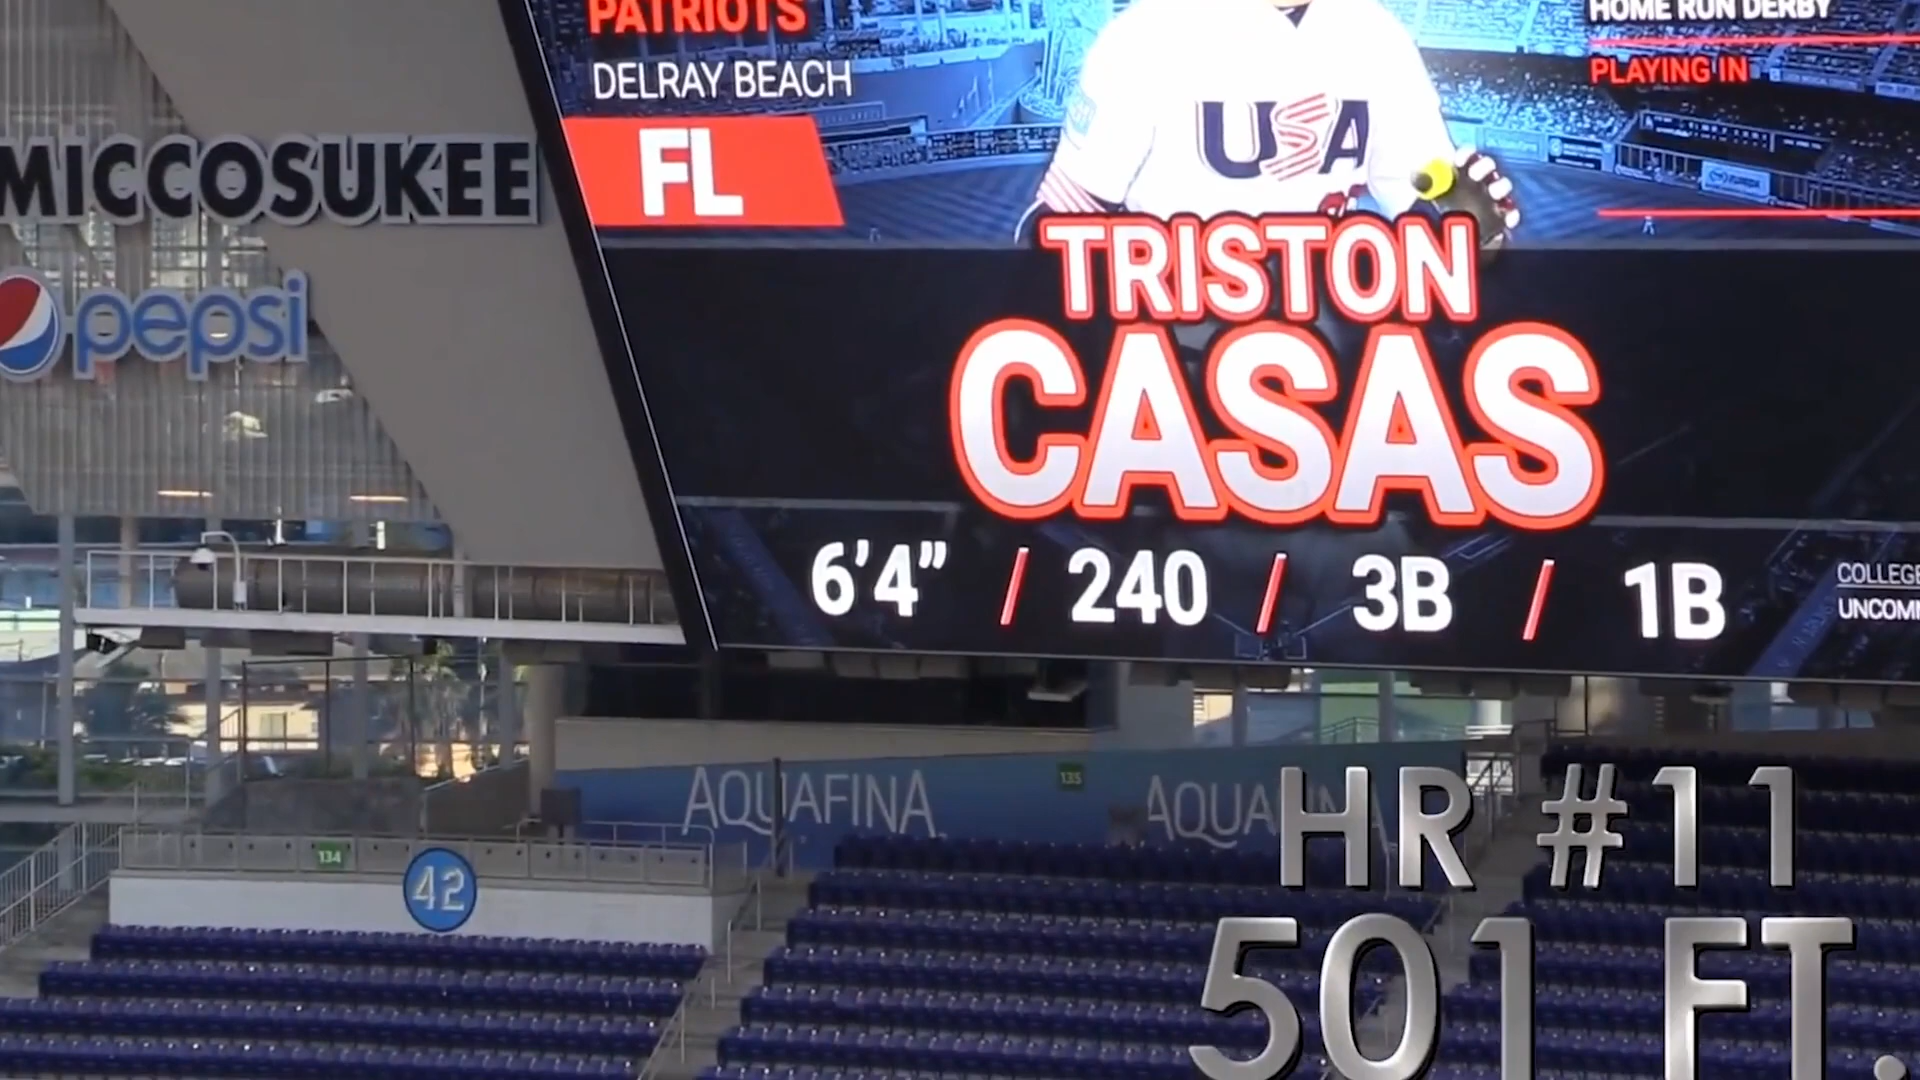 PATRIOTS
DELRAY BEACH
FL
HOME RUN DERBY
PLAYING IN
USA
TRISTON
CASAS
6’4” / 240 / 3B / 1B
COLLEGE
MICCOSUKEE
pepsi
AQUAFINA
135
134
42
HR #11
501 FT.